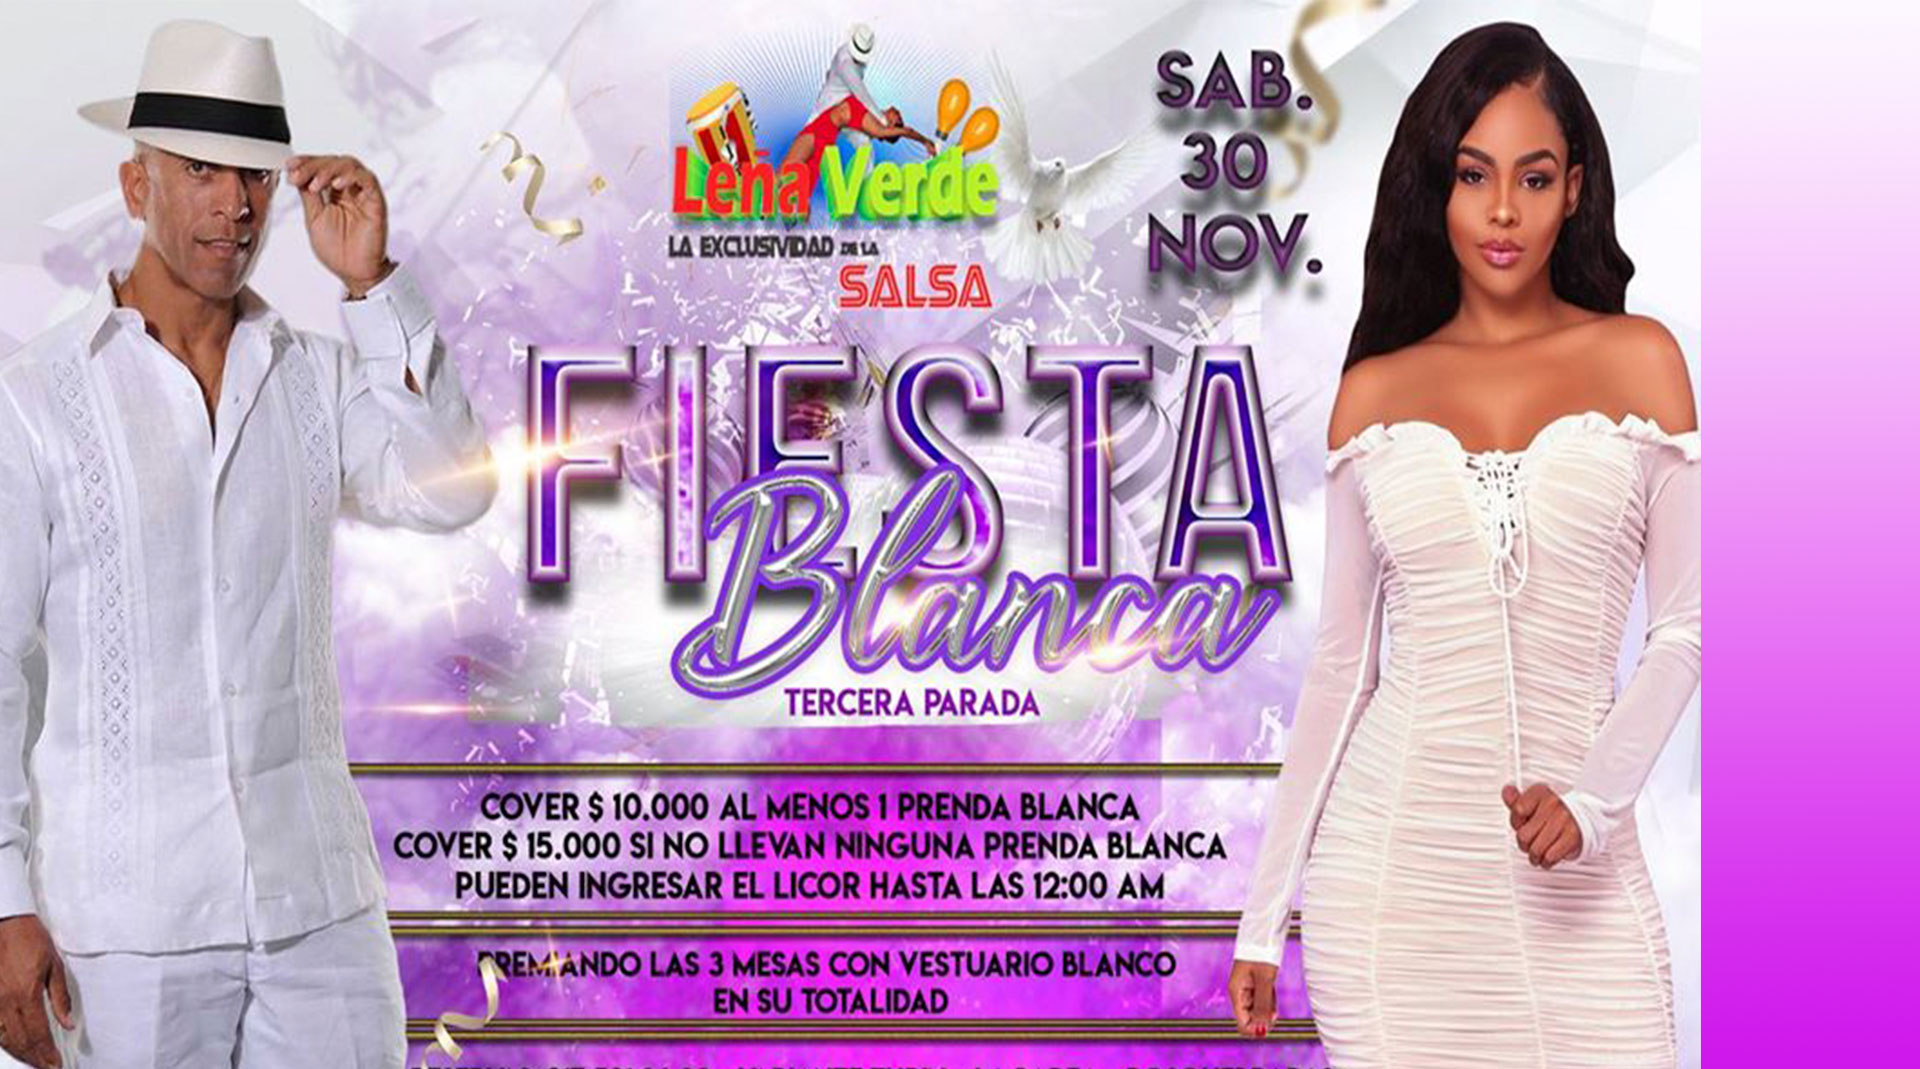 Leña Verde
LA EXCLUSIVIDAD DE LA
SALSA
SAB.
30
NOV.
FIESTA
Blanca
TERCERA PARADA
COVER $ 10.000 AL MENOS 1 PRENDA BLANCA
COVER $ 15.000 SI NO LLEVAN NINGUNA PRENDA BLANCA
PUEDEN INGRESAR EL LICOR HASTA LAS 12:00 AM
PREMIANDO LAS 3 MESAS CON VESTUARIO BLANCO
EN SU TOTALIDAD